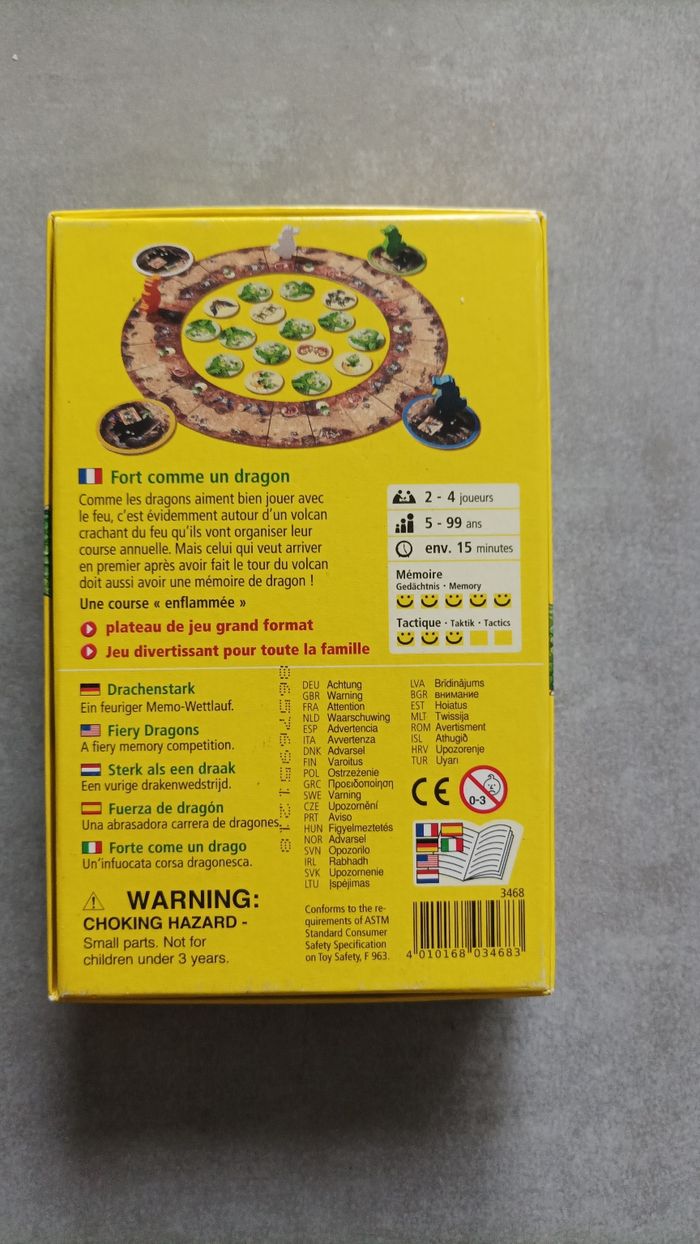 Fort comme un dragon
Comme les dragons aiment bien jouer avec
le feu, c'est évidemment autour d'un volcan
crachant du feu qu'ils vont organiser leur
course annuelle. Mais celui qui veut arriver
en premier après avoir fait le tour du volcan
doit aussi avoir une mémoire de dragon !
Une course « enflammée »
plateau de jeu grand format
Jeu divertissant pour toute la famille
2 - 4 joueurs
5 - 99 ans
env. 15 minutes
Mémoire
Gedächtnis · Memory
Tactique · Taktik · Tactics
Drachenstark
Ein feuriger Memo-Wettlauf.
Fiery Dragons
A fiery memory competition.
Sterk als een draak
Een vurige drakenwedstrijd.
Fuerza de dragón
Una abrasadora carrera de dragones.
Forte come un drago
Un'infuocata corsa dragonesca.
DEU Achtung
GBR Warning
FRA Attention
NLD Waarschuwing
ESP Advertencia
ITA Avvertenza
DNK Advarsel
FIN Varoitus
POL Ostrzeżenie
GRC Προειδοποίηση
SWE Varning
CZE Upozornění
PRT Aviso
HUN Figyelmeztetés
NOR Advarsel
SVN Opozorilo
IRL Rabhadh
SVK Upozornenie
LTU Įspėjimas
LVA Brīdinājums
BGR внимание
EST Hoiatus
MLT Twissija
ROM Avertisment
ISL Athugið
HRV Upozorenje
TUR Uyarı
CE
0-3
WARNING:
CHOKING HAZARD -
Small parts. Not for
children under 3 years.
Conforms to the re-
quirements of ASTM
Standard Consumer
Safety Specification
on Toy Safety, F 963.
3468
4 010168 034683